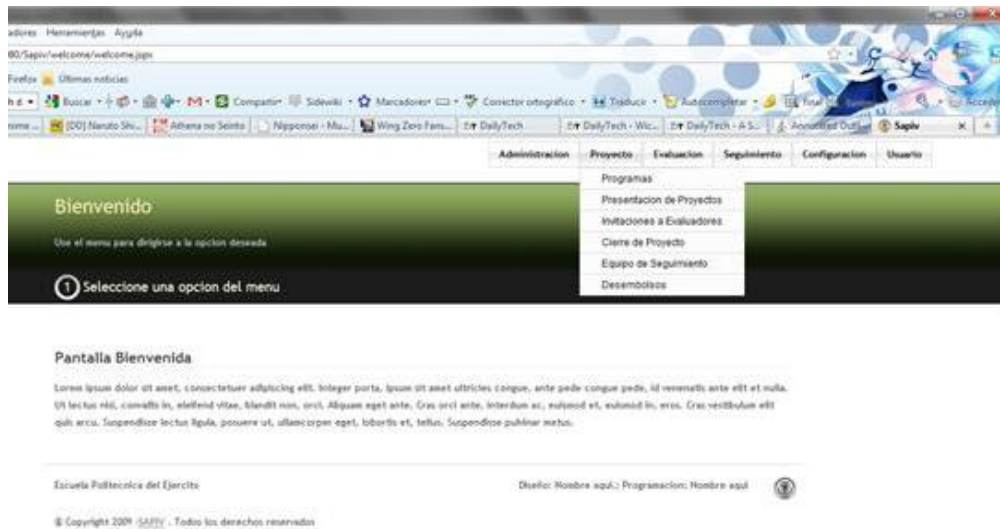 Herramientas Ayuda
80/Sapiv/welcome/welcome.jspx
Firefox Últimas noticias
Buscar Compartir Sidewiki Marcadores Corrector ortográfico Traducir Autocompletar
[DD] Naruto Shi... Athena no Seinto Nipponsei - Mu... Wing Zero Fans... DailyTech DailyTech - Wic... DailyTech - A S... Annotated Outli... Sapiv
Administracion Proyecto Evaluacion Seguimiento Configuracion Usuario
Programas
Presentacion de Proyectos
Invitaciones a Evaluadores
Cierre de Proyecto
Equipo de Seguimiento
Desembolsos
Bienvenido
Use el menu para dirigirse a la opcion deseada
1 Seleccione una opcion del menu
Pantalla Bienvenida
Lorem ipsum dolor sit amet, consectetuer adipiscing elit. Integer porta, ipsum sit amet ultricies congue, ante pede congue pede, id venenatis ante elit et nulla.
Ut lectus nisl, convallis in, eleifend vitae, blandit non, orci. Aliquam eget ante. Cras orci ante, interdum ac, euismod et, euismod in, eros. Cras vestibulum elit
quis arcu. Suspendisse lectus ligula, posuere ut, ullamcorper eget, lobortis et, tellus. Suspendisse pulvinar metus.
Escuela Politecnica del Ejercito Diseño: Nombre aqui.: Programacion: Nombre aqui
© Copyright 2009 SAPIV . Todos los derechos reservados